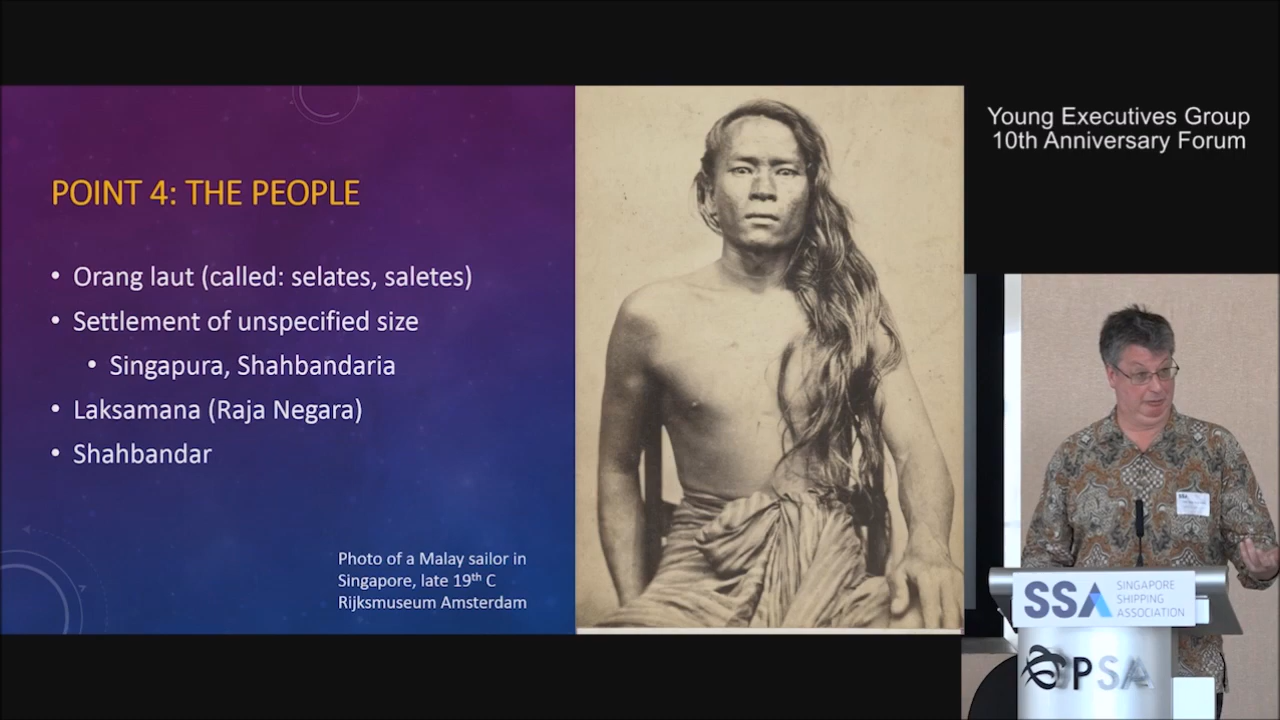 POINT 4: THE PEOPLE
• Orang laut (called: selates, saletes)
• Settlement of unspecified size
• Singapura, Shahbandaria
• Laksamana (Raja Negara)
• Shahbandar
Photo of a Malay sailor in
Singapore, late 19th C
Rijksmuseum Amsterdam
Young Executives Group
10th Anniversary Forum
SSA
SINGAPORE
SHIPPING
ASSOCIATION
PSA